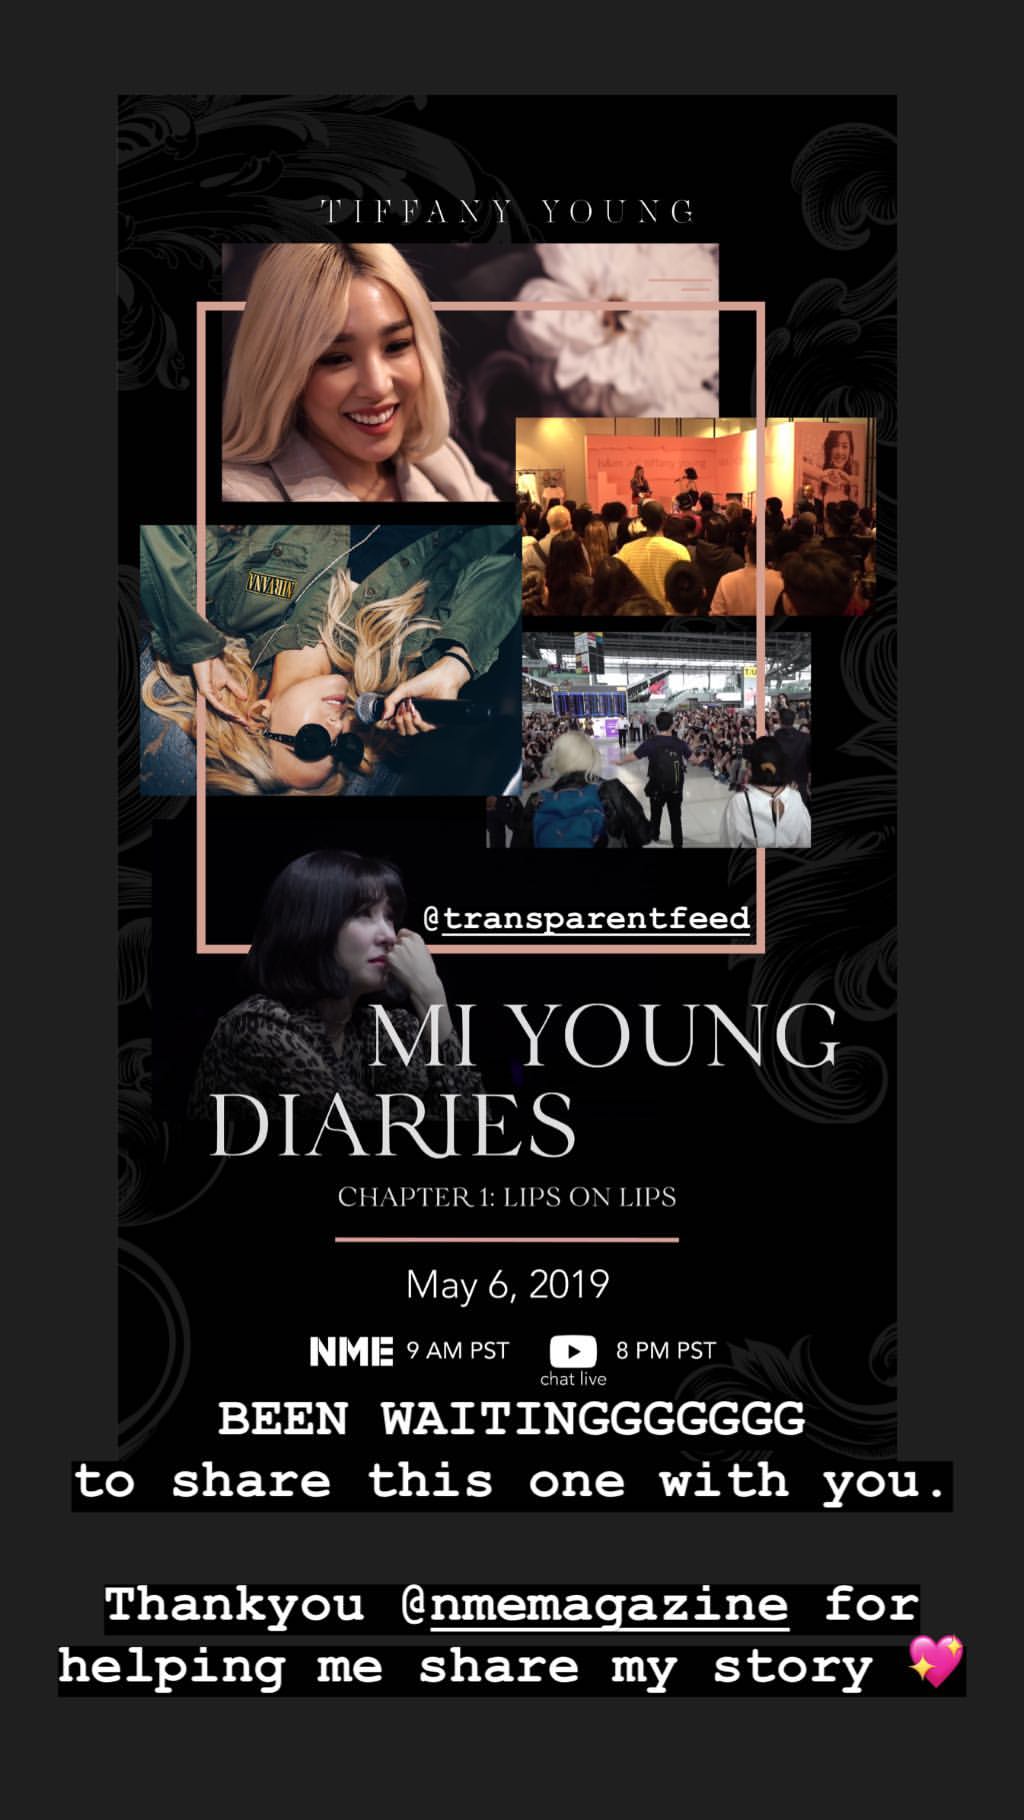 TIFFANY YOUNG
NIRVANA
@transparentfeed
MI YOUNG
DIARIES
CHAPTER 1: LIPS ON LIPS
May 6, 2019
NME 9 AM PST 8 PM PST
chat live
BEEN WAITINGGGGGGG
to share this one with you.
Thankyou @nmemagazine for
helping me share my story 💖